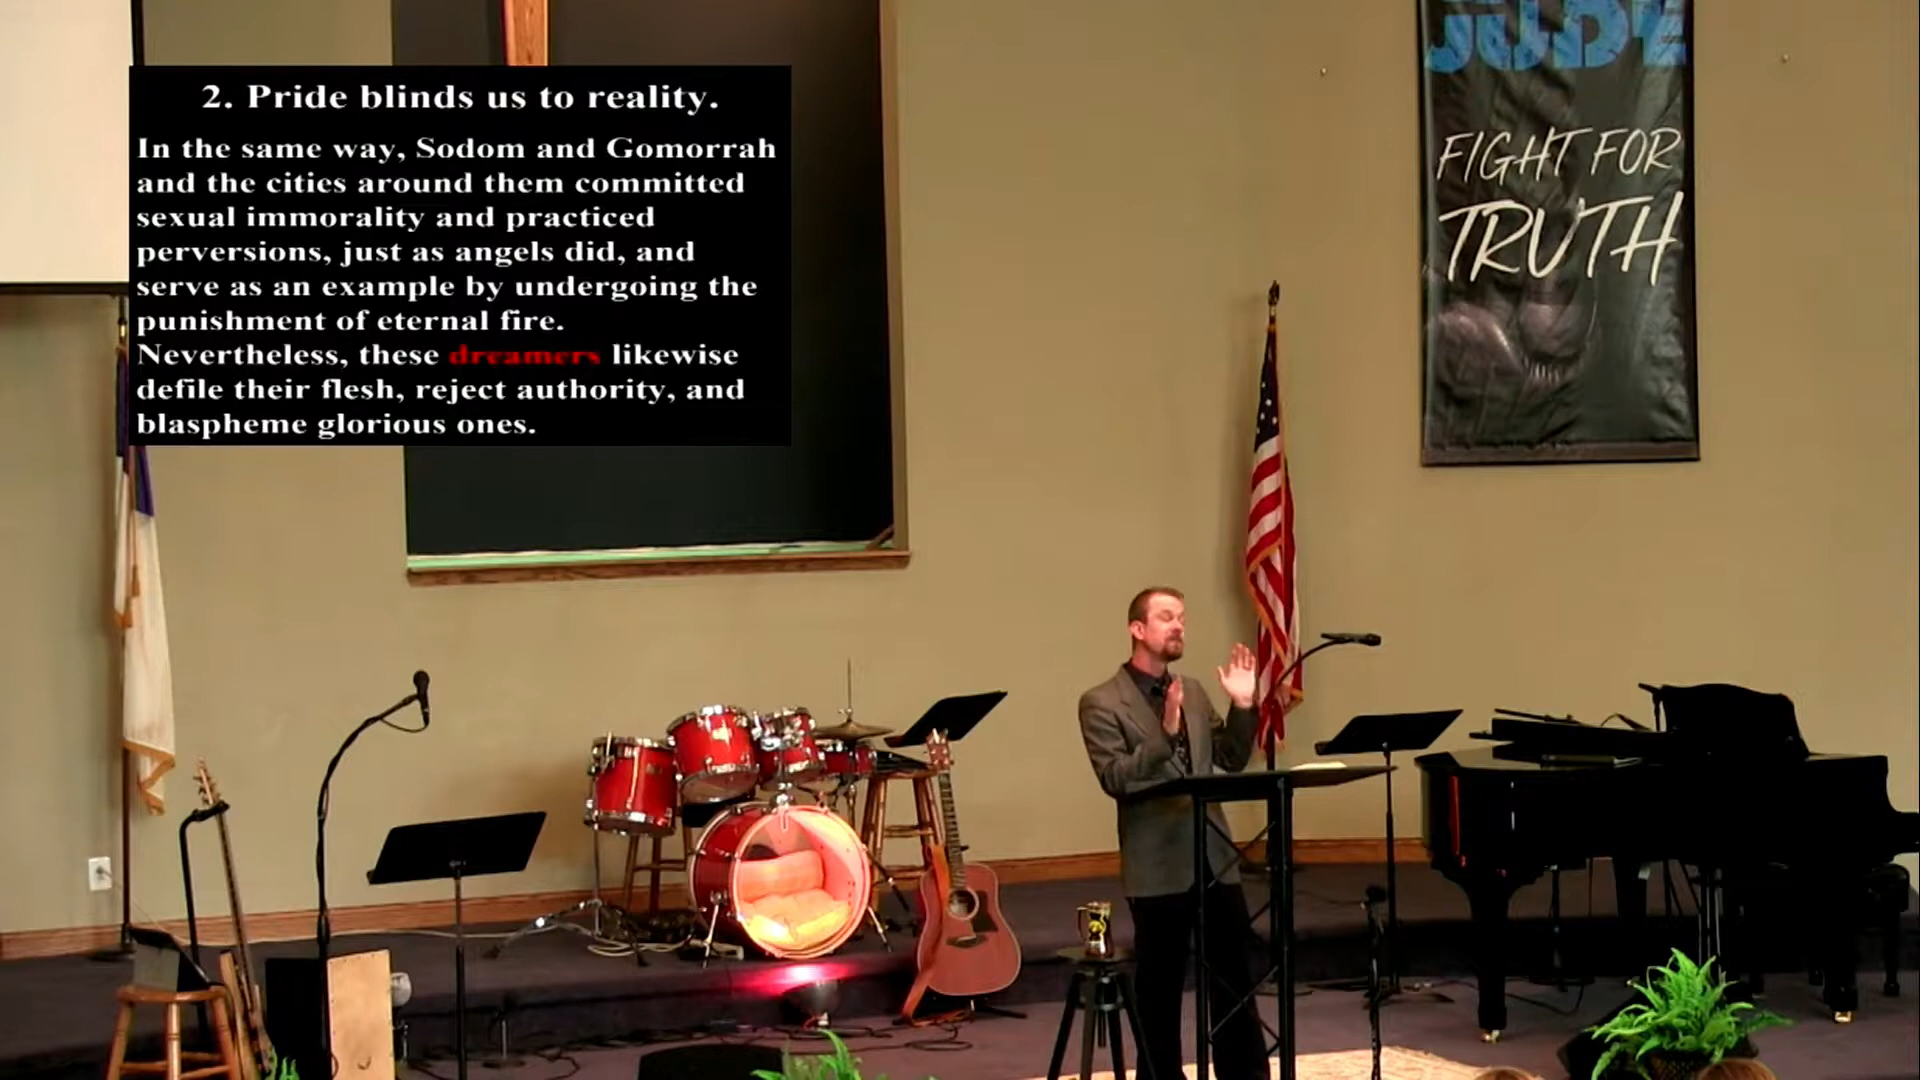 2. Pride blinds us to reality.
In the same way, Sodom and Gomorrah
and the cities around them committed
sexual immorality and practiced
perversions, just as angels did, and
serve as an example by undergoing the
punishment of eternal fire.
Nevertheless, these dreamers likewise
defile their flesh, reject authority, and
blaspheme glorious ones.
JUDE
FIGHT FOR
TRUTH